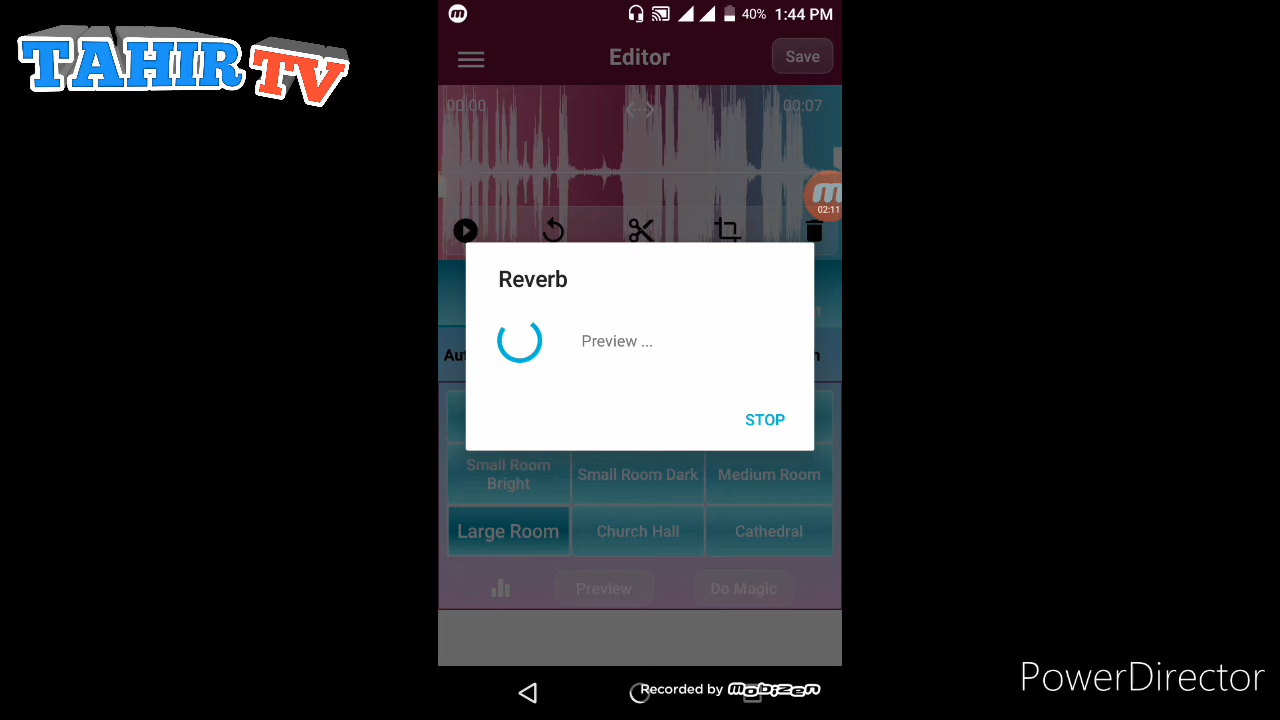 TAHIR TV
40% 1:44 PM
Editor
Save
00:00
00:07
02:11
Reverb
Preview ...
STOP
Small Room Bright
Small Room Dark
Medium Room
Large Room
Church Hall
Cathedral
Preview
Do Magic
Recorded by MOBIZEN
PowerDirector